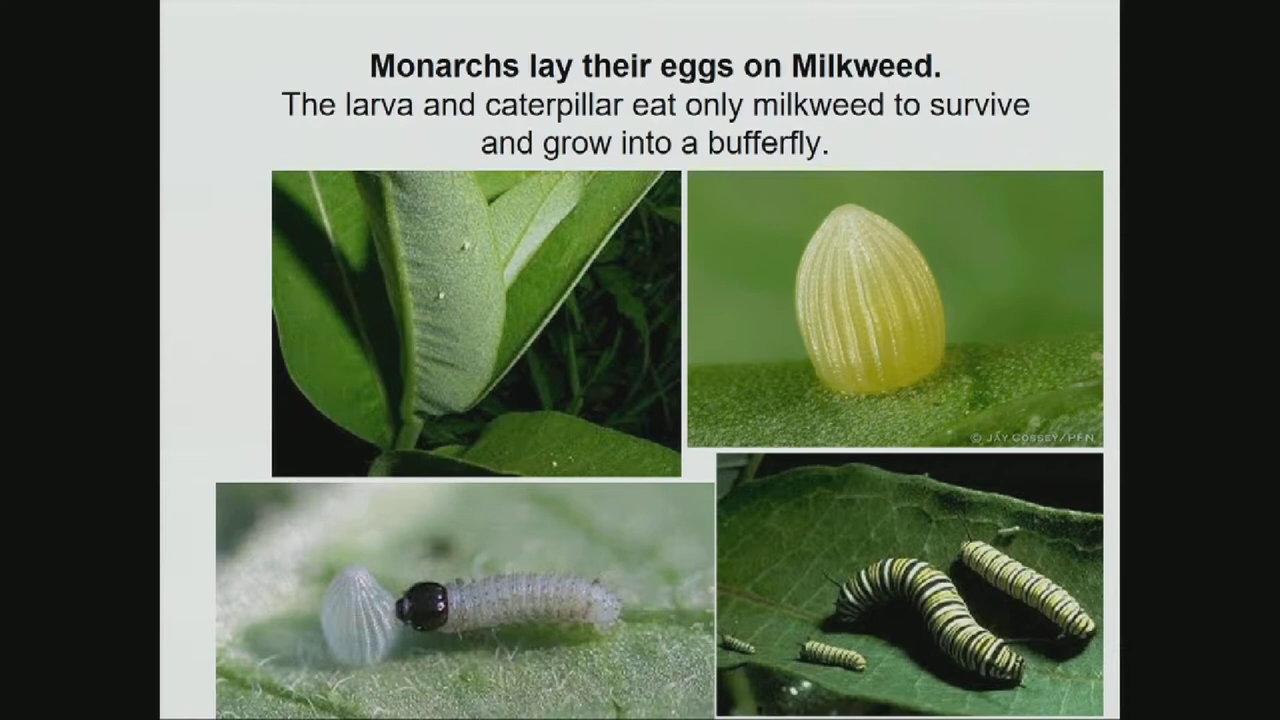 Monarchs lay their eggs on Milkweed.
The larva and caterpillar eat only milkweed to survive
and grow into a bufferfly.
© JAY COSSEY/PEN